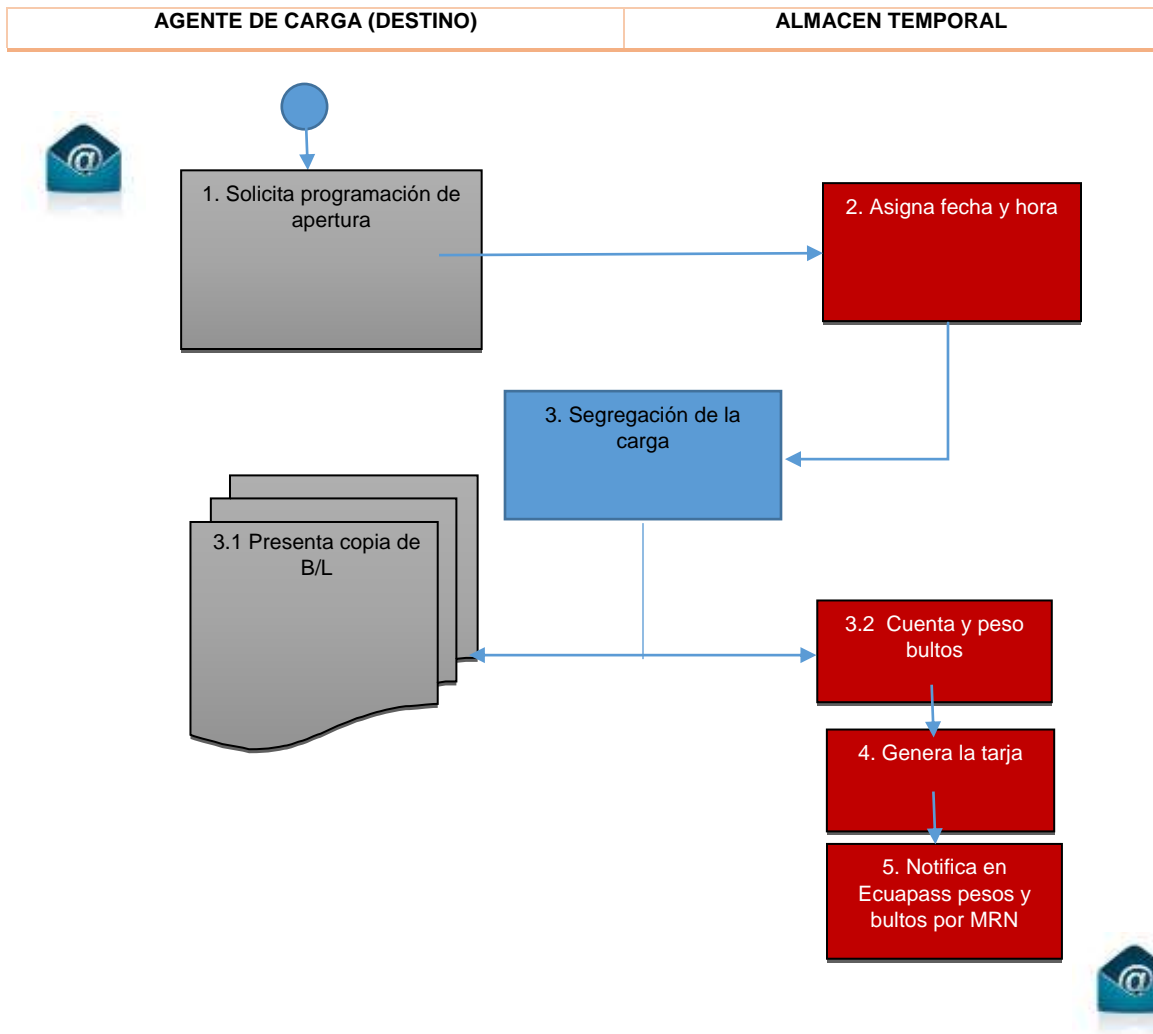 AGENTE DE CARGA (DESTINO)
ALMACEN TEMPORAL
@
1. Solicita programación de
apertura
2. Asigna fecha y hora
3. Segregación de la
carga
3.1 Presenta copia de
B/L
3.2  Cuenta y peso
bultos
4. Genera la tarja
5. Notifica en
Ecuapass pesos y
bultos por MRN
@